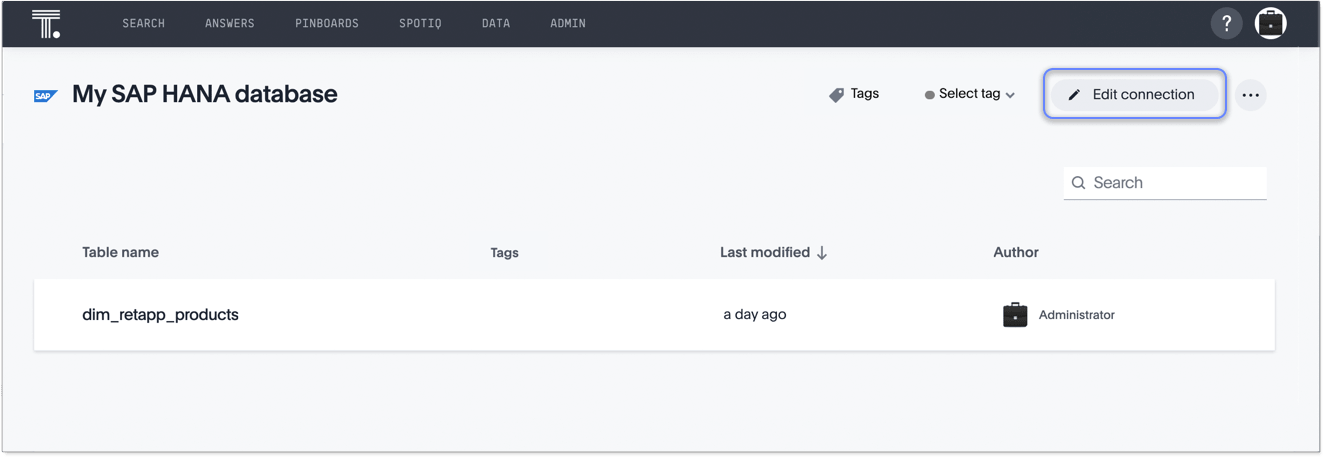 SEARCH ANSWERS PINBOARDS SPOTIQ DATA ADMIN ?
SAP My SAP HANA database Tags Select tag Edit connection
Search
Table name Tags Last modified Author
dim_retapp_products a day ago Administrator